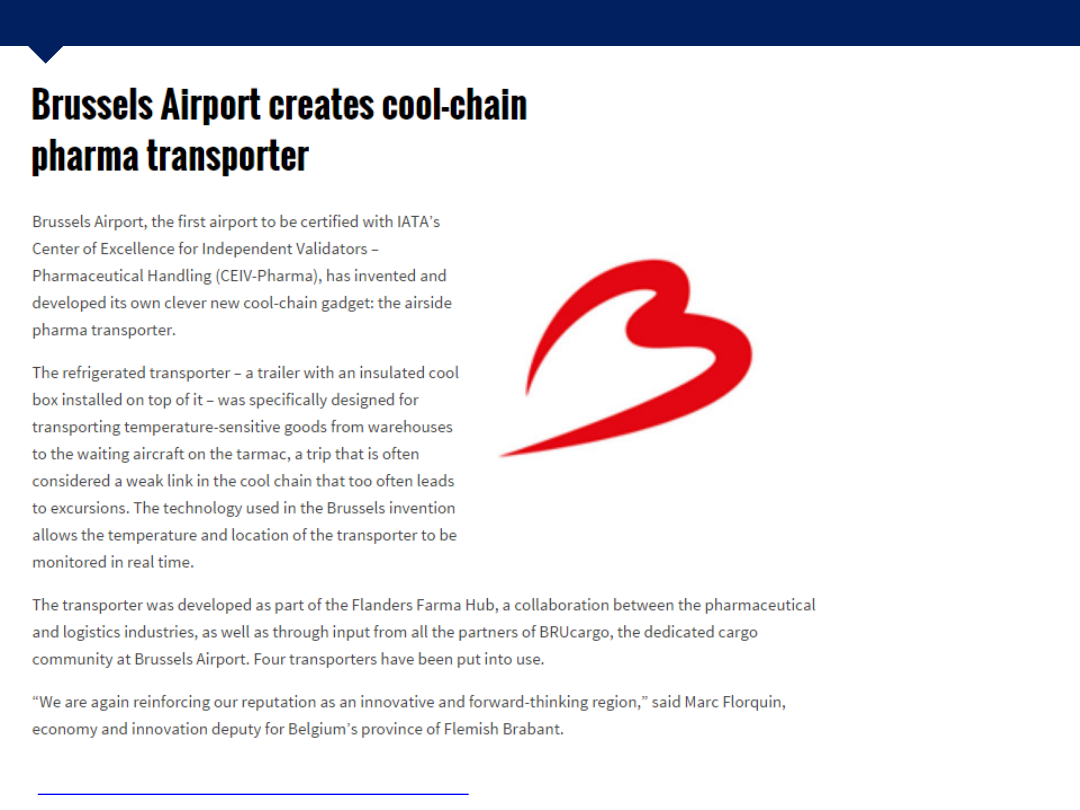 Brussels Airport creates cool-chain
pharma transporter
Brussels Airport, the first airport to be certified with IATA’s
Center of Excellence for Independent Validators –
Pharmaceutical Handling (CEIV-Pharma), has invented and
developed its own clever new cool-chain gadget: the airside
pharma transporter.
The refrigerated transporter – a trailer with an insulated cool
box installed on top of it – was specifically designed for
transporting temperature-sensitive goods from warehouses
to the waiting aircraft on the tarmac, a trip that is often
considered a weak link in the cool chain that too often leads
to excursions. The technology used in the Brussels invention
allows the temperature and location of the transporter to be
monitored in real time.
The transporter was developed as part of the Flanders Farma Hub, a collaboration between the pharmaceutical
and logistics industries, as well as through input from all the partners of BRUcargo, the dedicated cargo
community at Brussels Airport. Four transporters have been put into use.
“We are again reinforcing our reputation as an innovative and forward-thinking region,” said Marc Florquin,
economy and innovation deputy for Belgium’s province of Flemish Brabant.